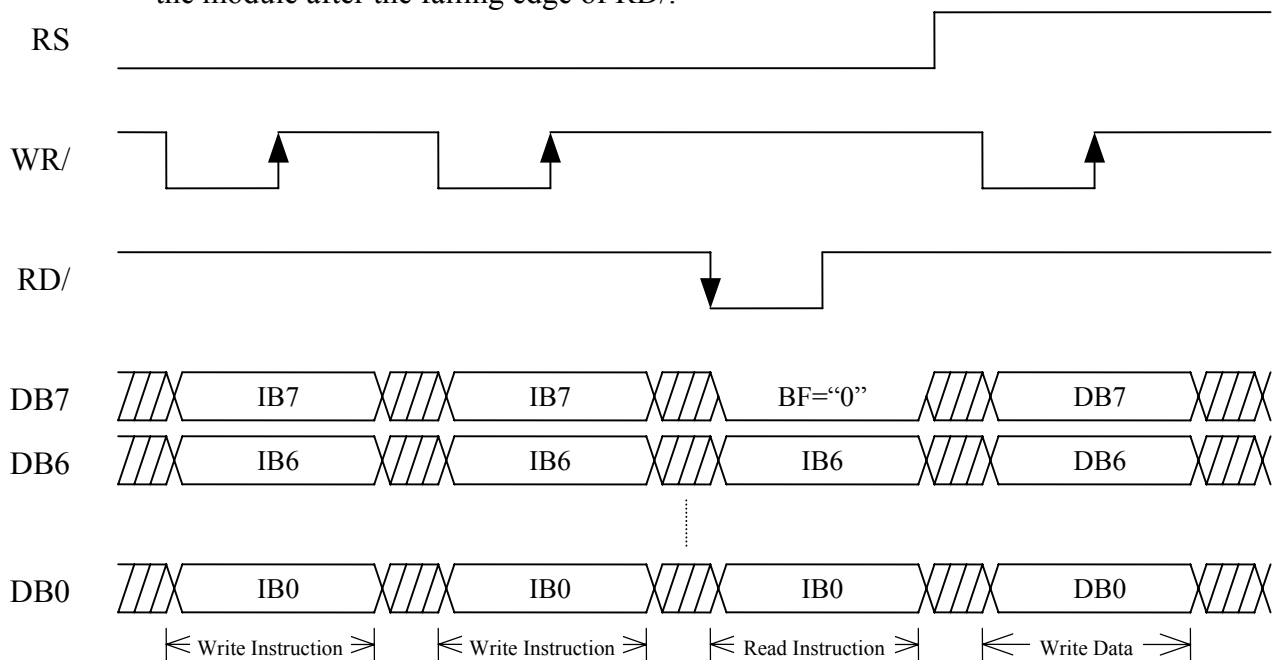 the module after the falling edge of RD/.
RS
WR/
RD/
DB7 IB7 IB7 BF=“0” DB7
DB6 IB6 IB6 IB6 DB6
DB0 IB0 IB0 IB0 DB0
Write Instruction Write Instruction Read Instruction Write Data